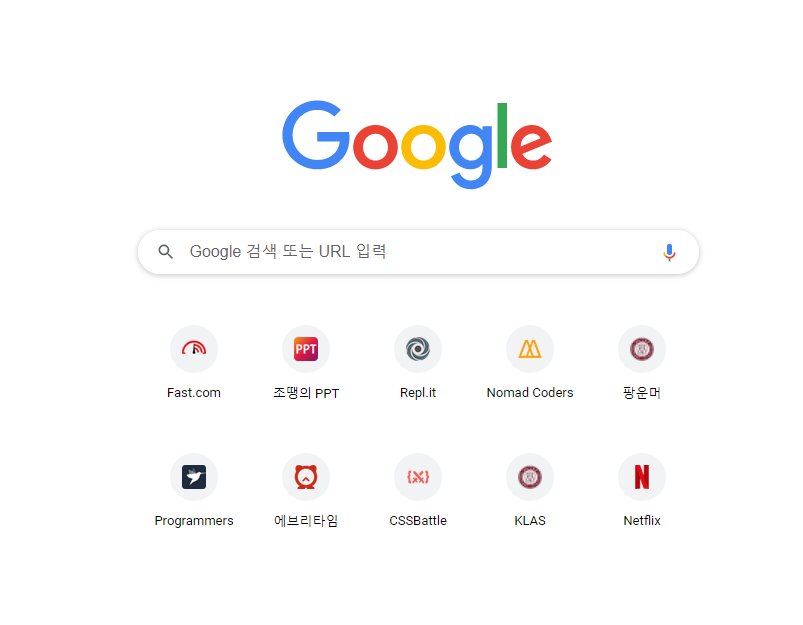 Google
Google 검색 또는 URL 입력
PPT
Fast.com
조땡의 PPT
Repl.it
Nomad Coders
팡운머
Programmers
에브리타임
CSSBattle
KLAS
Netflix